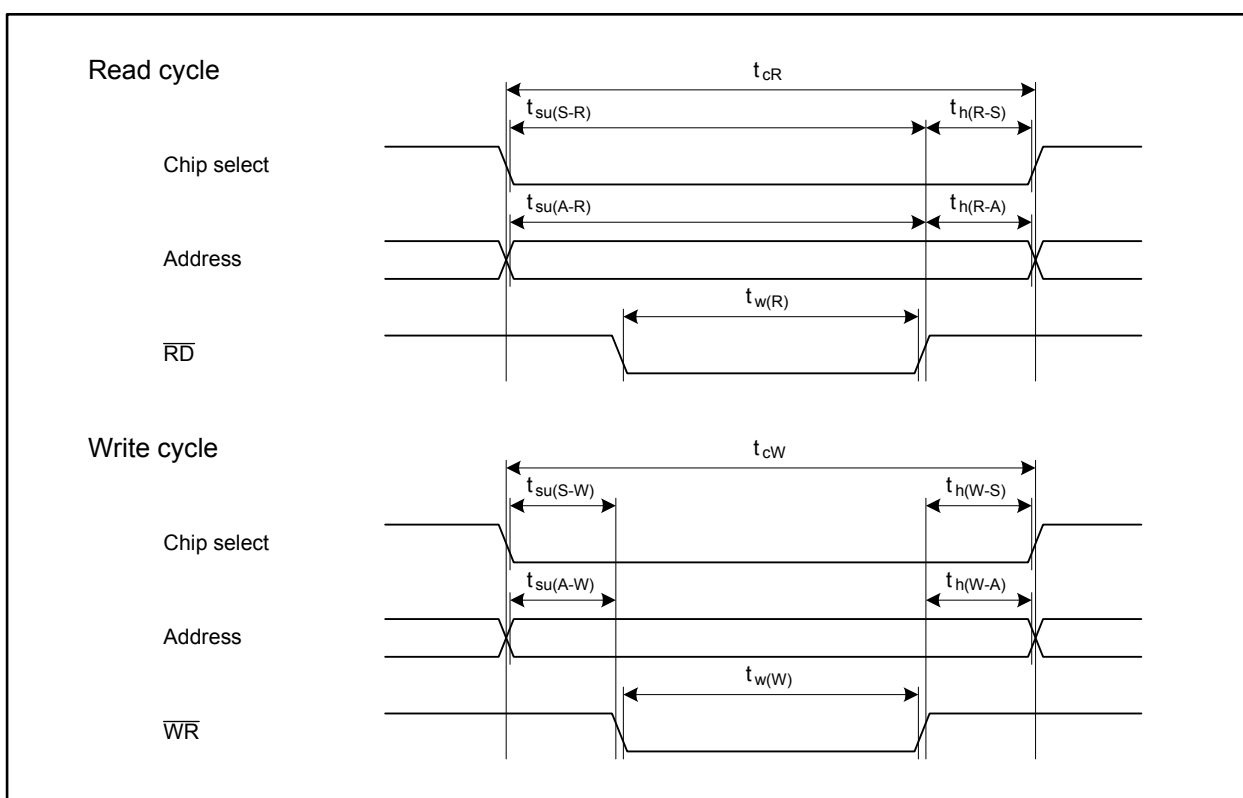 Read cycle
tcR
tsu(S-R) th(R-S)
Chip select
tsu(A-R) th(R-A)
Address
tw(R)
RD
Write cycle
tcW
tsu(S-W) th(W-S)
Chip select
tsu(A-W) th(W-A)
Address
tw(W)
WR